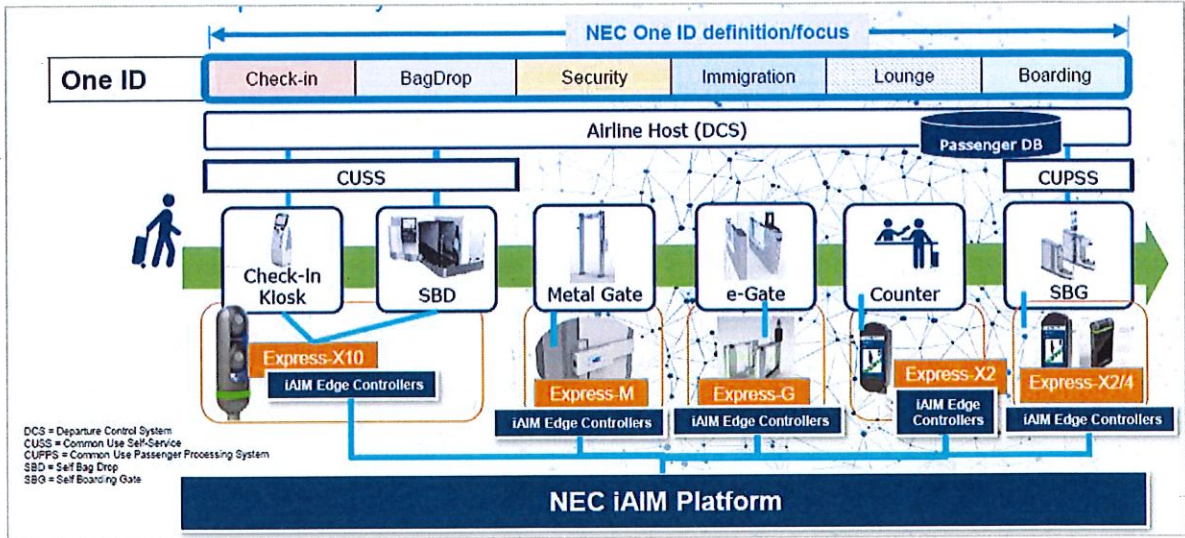 NEC One ID definition/focus
One ID
Check-in
BagDrop
Security
Immigration
Lounge
Boarding
Airline Host (DCS)
Passenger DB
CUSS
CUPSS
Check-In
Kiosk
SBD
Metal Gate
e-Gate
Counter
SBG
Express-X10
iAIM Edge Controllers
Express-M
iAIM Edge Controllers
Express-G
iAIM Edge Controllers
Express-X2
iAIM Edge
Controllers
Express-X2/4
iAIM Edge Controllers
DCS = Departure Control System
CUSS = Common Use Self-Service
CUPPS = Common Use Passenger Processing System
SBD = Self Bag Drop
SBG = Self Boarding Gate
NEC iAIM Platform